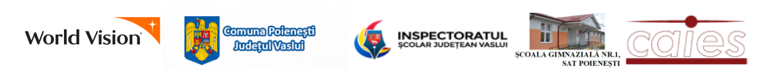 World Vision
Comuna Poienești
Județul Vaslui
INSPECTORATUL
ȘCOLAR JUDEȚEAN VASLUI
ȘCOALA GIMNAZIALĂ NR.1,
SAT POIENEȘTI
caies